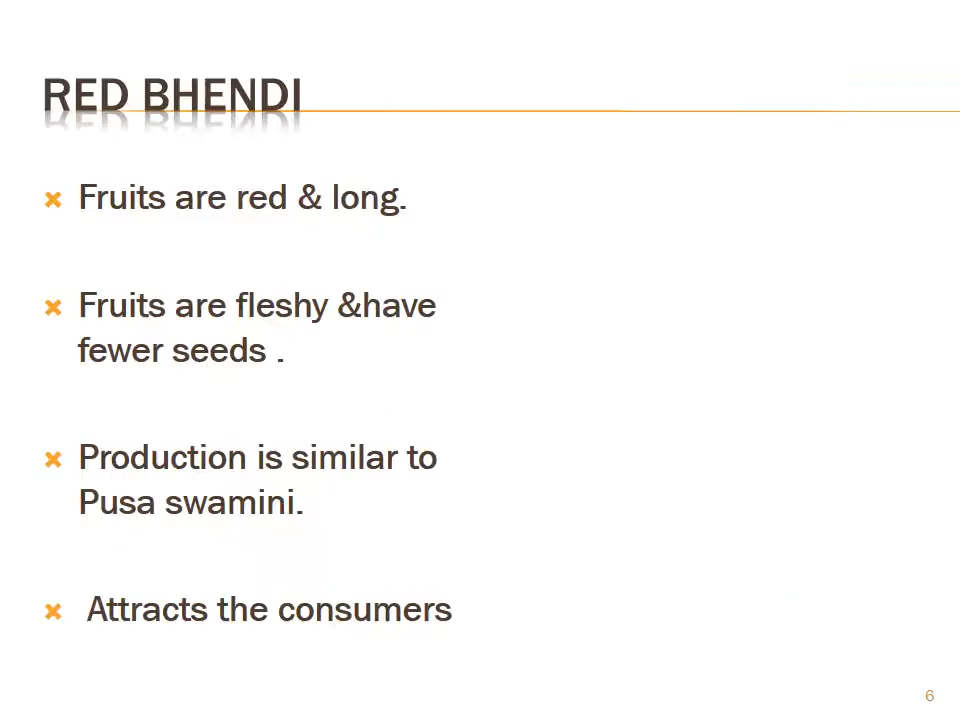 RED BHENDI
Fruits are red & long.
Fruits are fleshy &have
fewer seeds .
Production is similar to
Pusa swamini.
Attracts the consumers
6